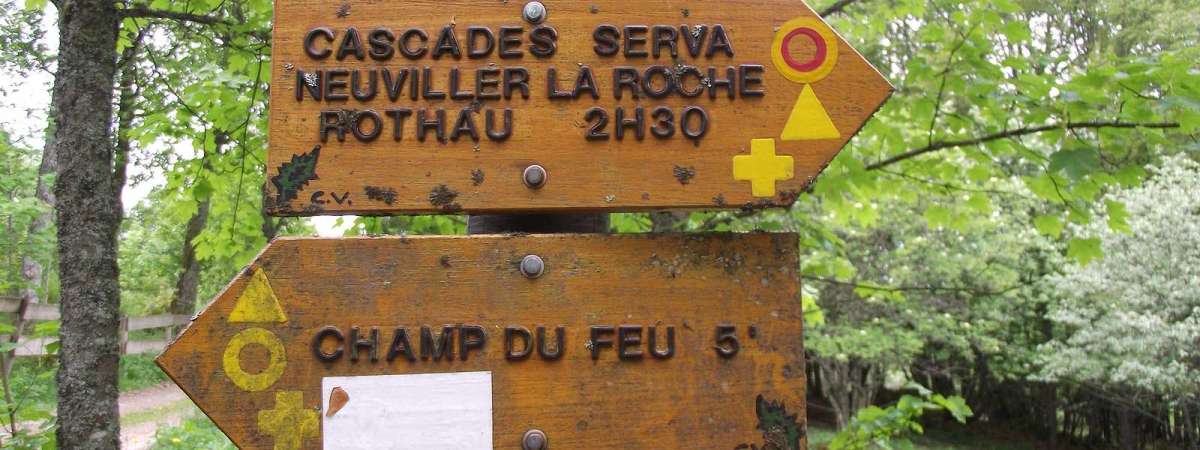 CASCADES SERVA
NEUVILLER LA ROCHE
ROTHAU 2H30
C.V.
CHAMP DU FEU 5'